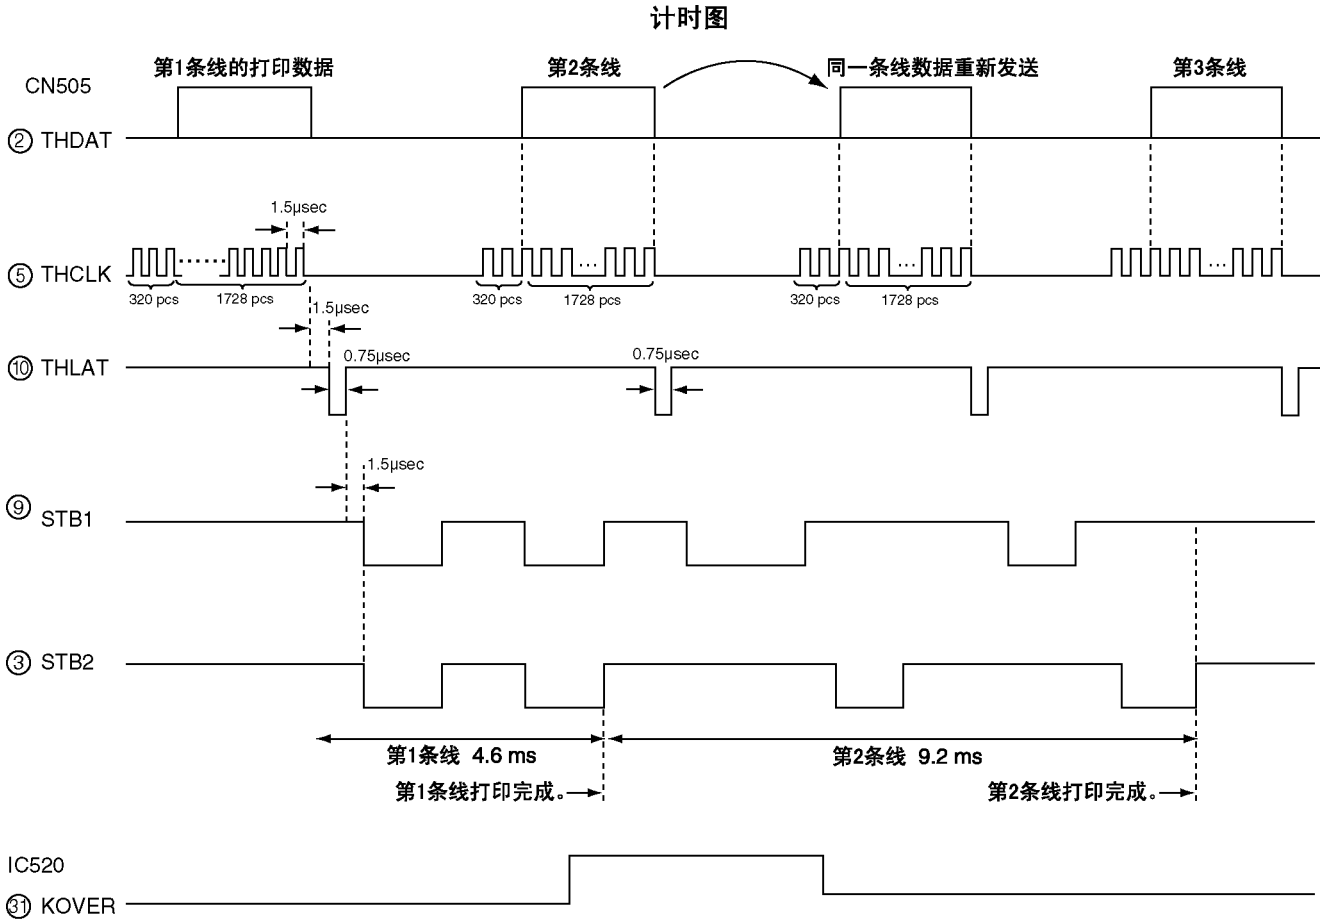 计时图
第1条线的打印数据
第2条线
同一条线数据重新发送
第3条线
CN505
② THDAT
1.5µsec
⑤ THCLK
...... ... ... ...
320 pcs 1728 pcs 320 pcs 1728 pcs 320 pcs 1728 pcs
1.5µsec
⑩ THLAT
0.75µsec
0.75µsec
1.5µsec
⑨ STB1
③ STB2
第1条线 4.6 ms
第2条线 9.2 ms
第1条线打印完成。
第2条线打印完成。
IC520
㉛ KOVER